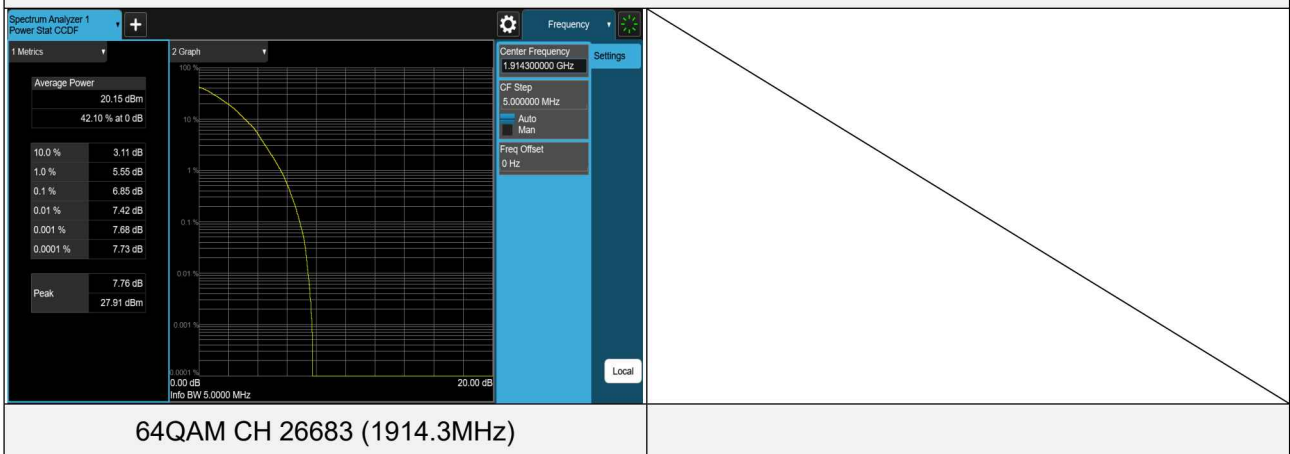 Spectrum Analyzer 1
Power Stat CCDF
+
Frequency
1 Metrics
2 Graph
Center Frequency
1.914300000 GHz
Settings
CF Step
5.000000 MHz
Auto
Man
Freq Offset
0 Hz
Average Power
20.15 dBm
42.10 % at 0 dB
10.0 % 3.11 dB
1.0 % 5.55 dB
0.1 % 6.85 dB
0.01 % 7.42 dB
0.001 % 7.68 dB
0.0001 % 7.73 dB
Peak
7.76 dB
27.91 dBm
100 %
10 %
1 %
0.1 %
0.01 %
0.001 %
0.0001 %
0.00 dB 20.00 dB
Info BW 5.0000 MHz
Local
64QAM CH 26683 (1914.3MHz)